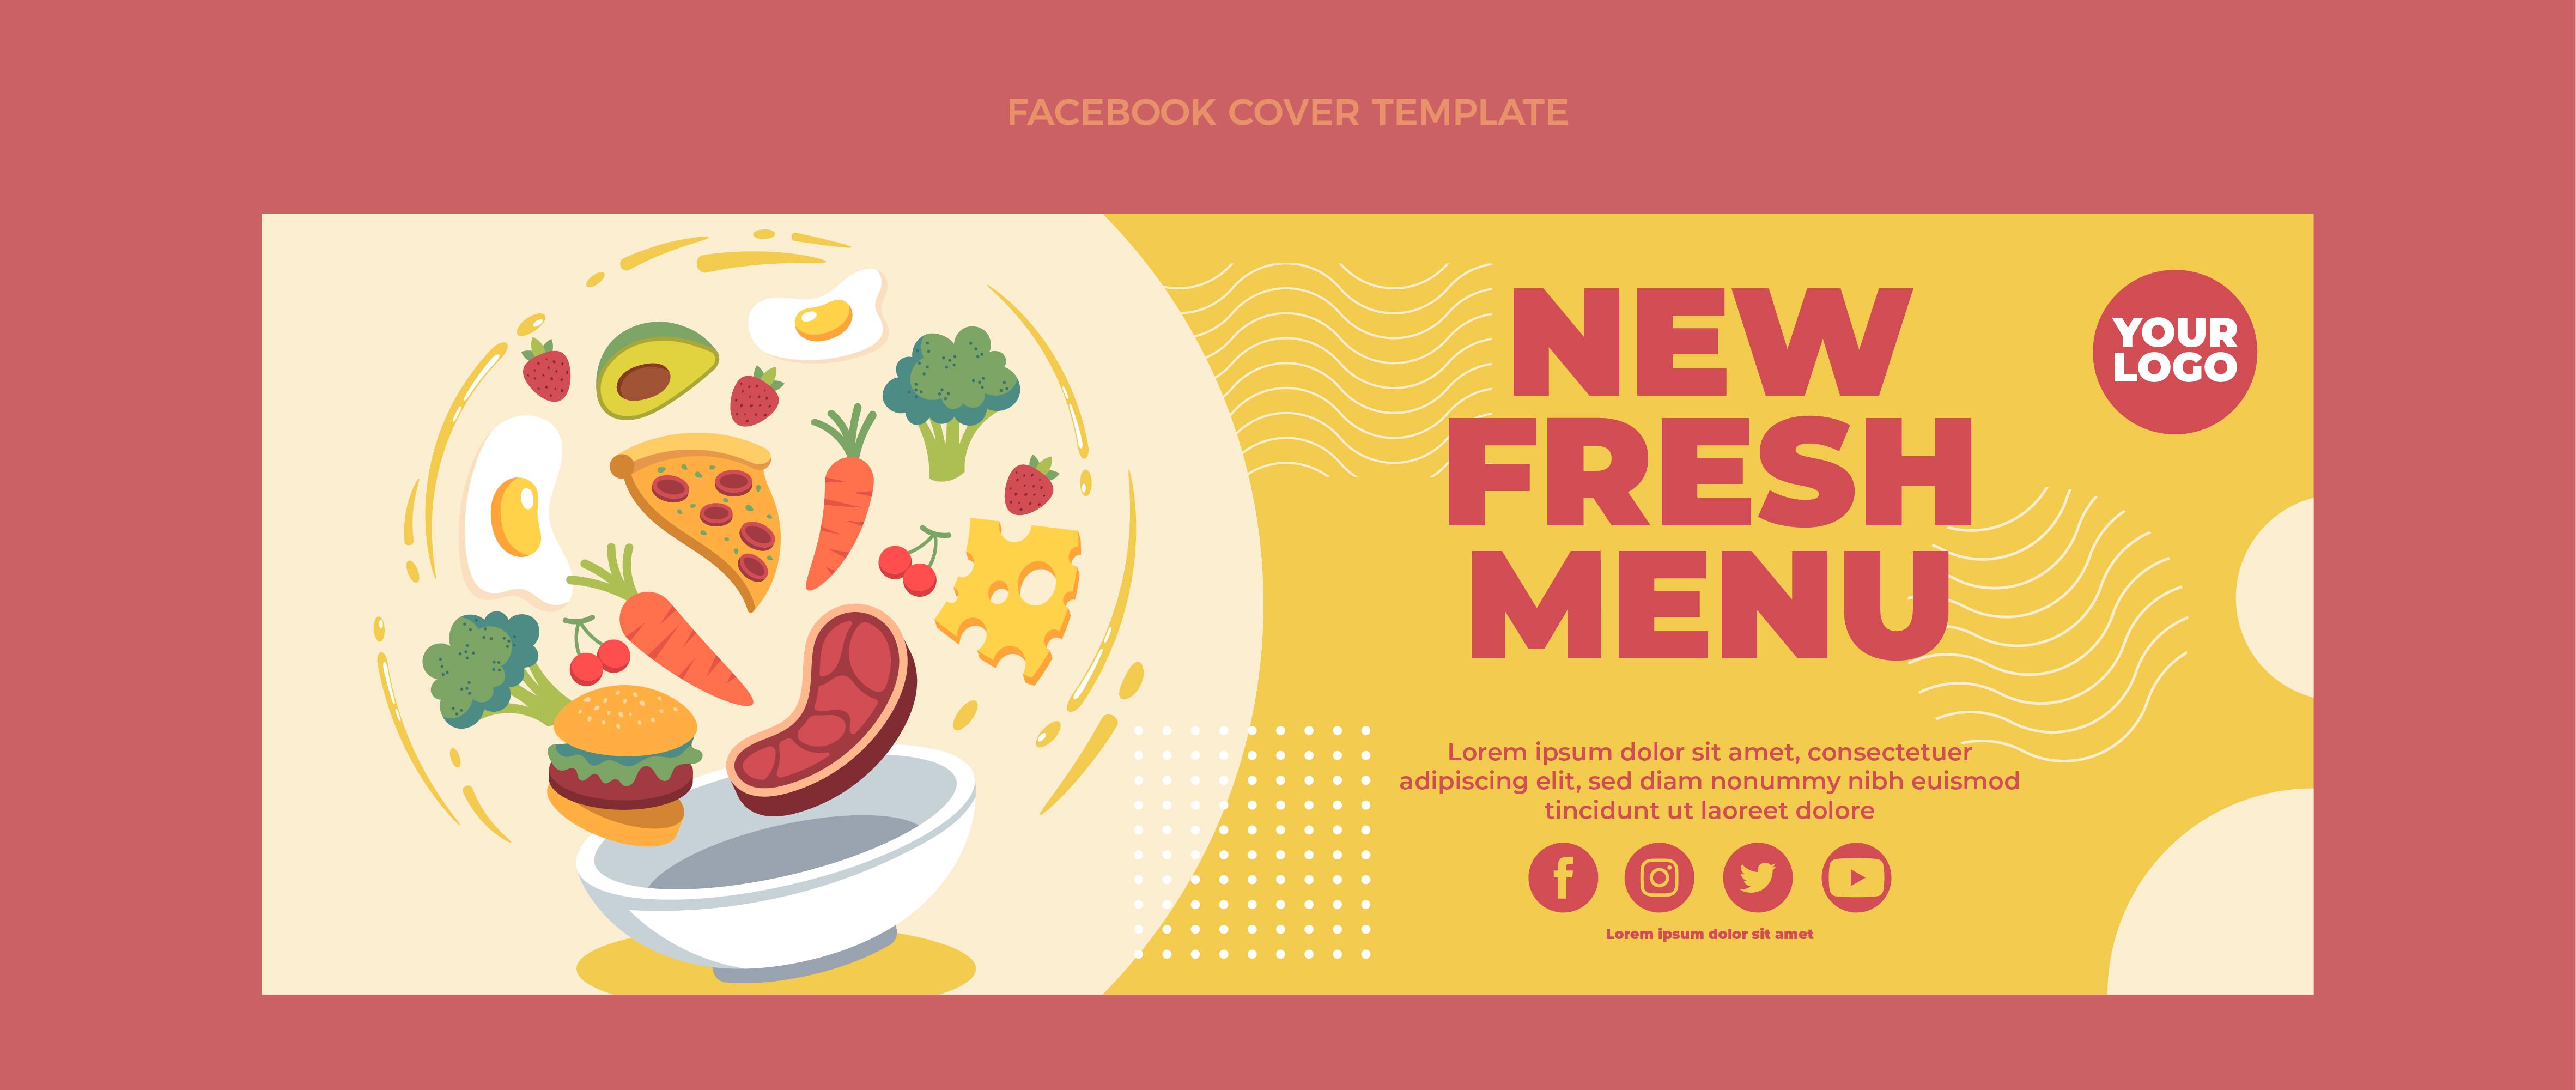 FACEBOOK COVER TEMPLATE
NEW
FRESH
MENU
YOUR
LOGO
Lorem ipsum dolor sit amet, consectetuer
adipiscing elit, sed diam nonummy nibh euismod
tincidunt ut laoreet dolore
Lorem ipsum dolor sit amet